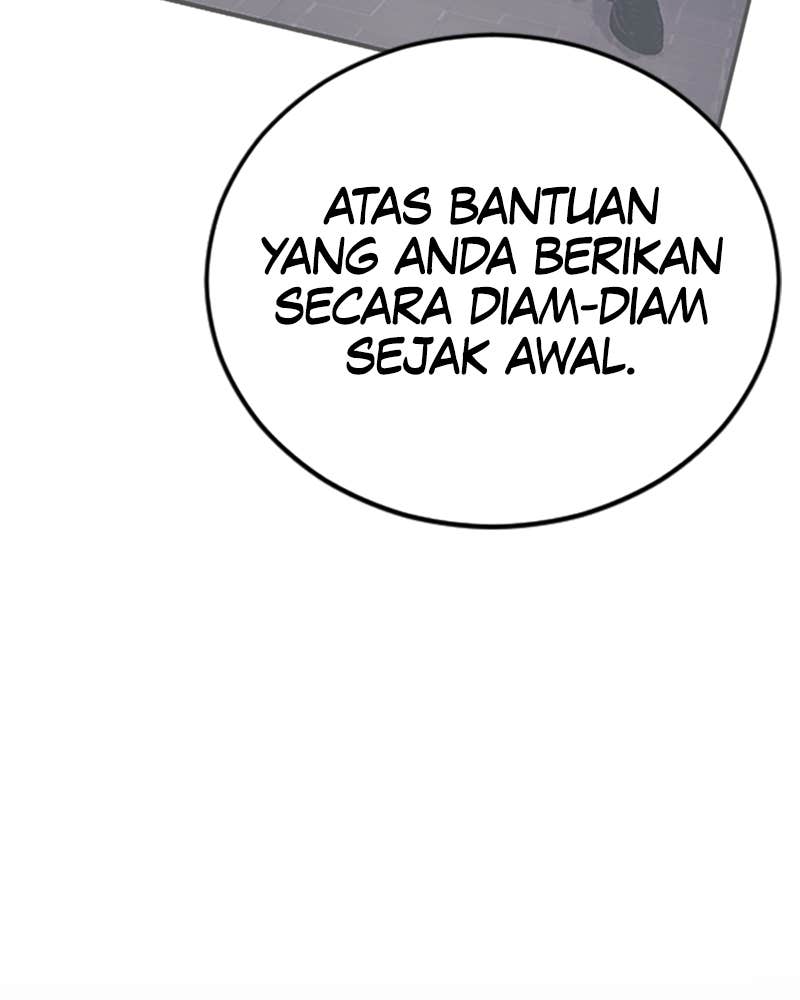 ATAS BANTUAN
YANG ANDA BERIKAN
SECARA DIAM-DIAM
SEJAK AWAL.